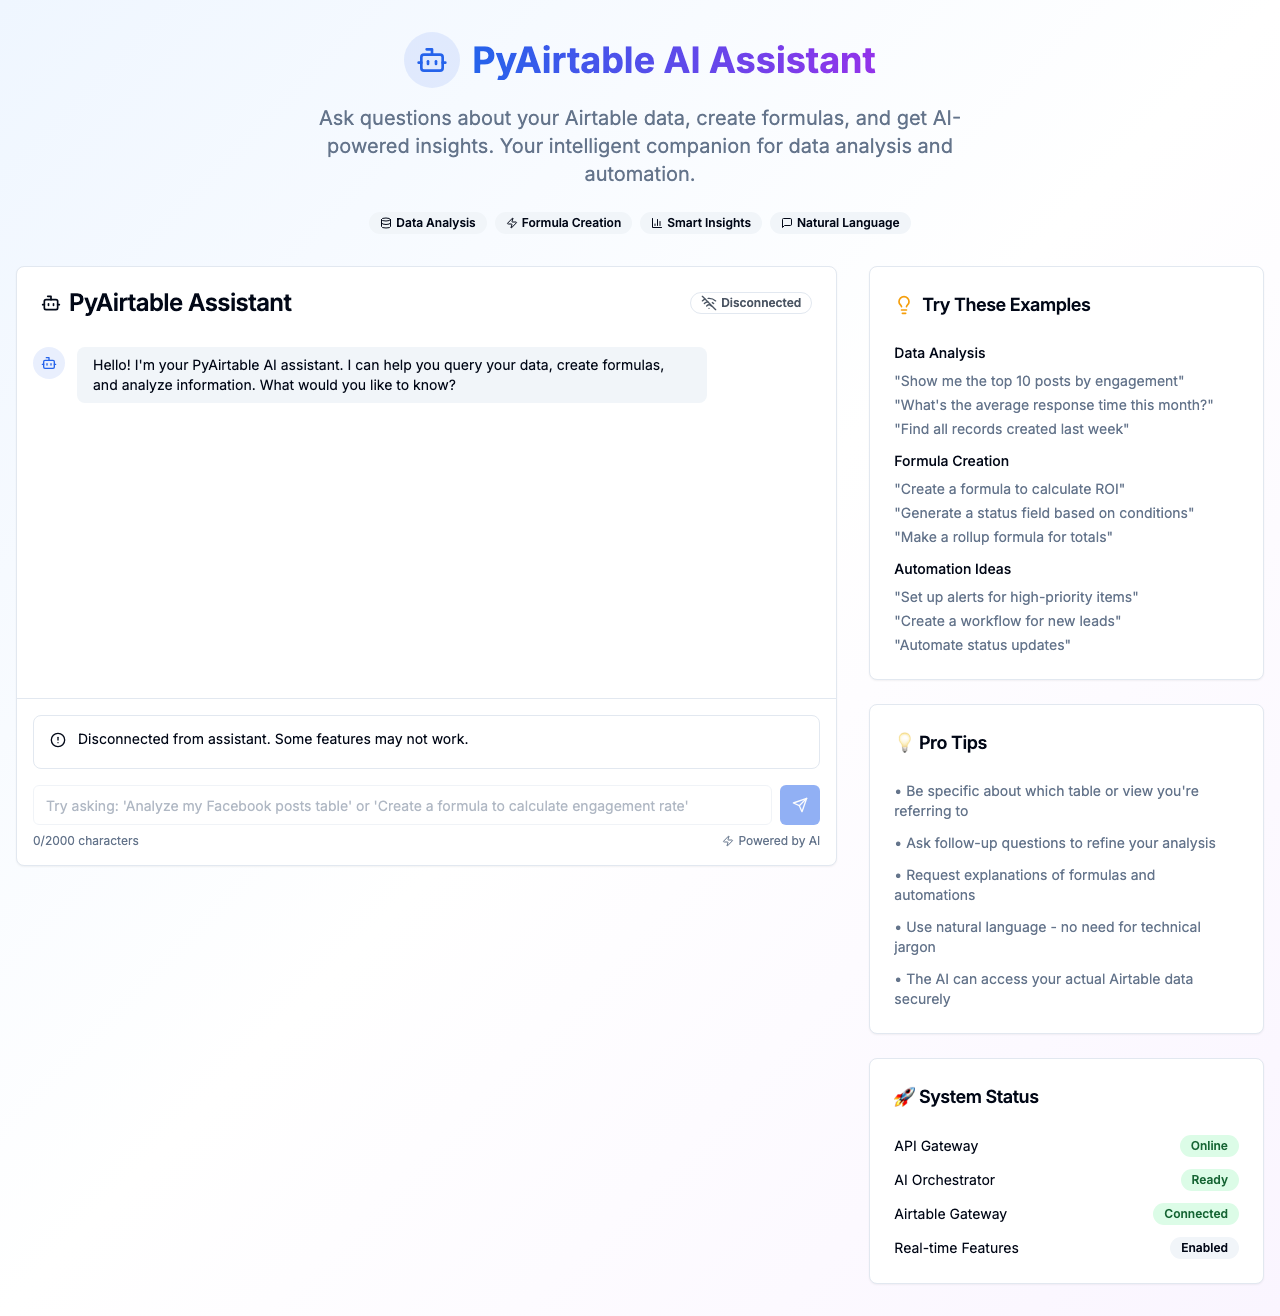 PyAirtable AI Assistant
Ask questions about your Airtable data, create formulas, and get AI-
powered insights. Your intelligent companion for data analysis and
automation.
Data Analysis
Formula Creation
Smart Insights
Natural Language
PyAirtable Assistant
Disconnected
Hello! I'm your PyAirtable AI assistant. I can help you query your data, create formulas,
and analyze information. What would you like to know?
Disconnected from assistant. Some features may not work.
Try asking: 'Analyze my Facebook posts table' or 'Create a formula to calculate engagement rate'
0/2000 characters
Powered by AI
Try These Examples
Data Analysis
"Show me the top 10 posts by engagement"
"What's the average response time this month?"
"Find all records created last week"
Formula Creation
"Create a formula to calculate ROI"
"Generate a status field based on conditions"
"Make a rollup formula for totals"
Automation Ideas
"Set up alerts for high-priority items"
"Create a workflow for new leads"
"Automate status updates"
💡 Pro Tips
• Be specific about which table or view you're
referring to
• Ask follow-up questions to refine your analysis
• Request explanations of formulas and
automations
• Use natural language - no need for technical
jargon
• The AI can access your actual Airtable data
securely
🚀 System Status
API Gateway
Online
AI Orchestrator
Ready
Airtable Gateway
Connected
Real-time Features
Enabled